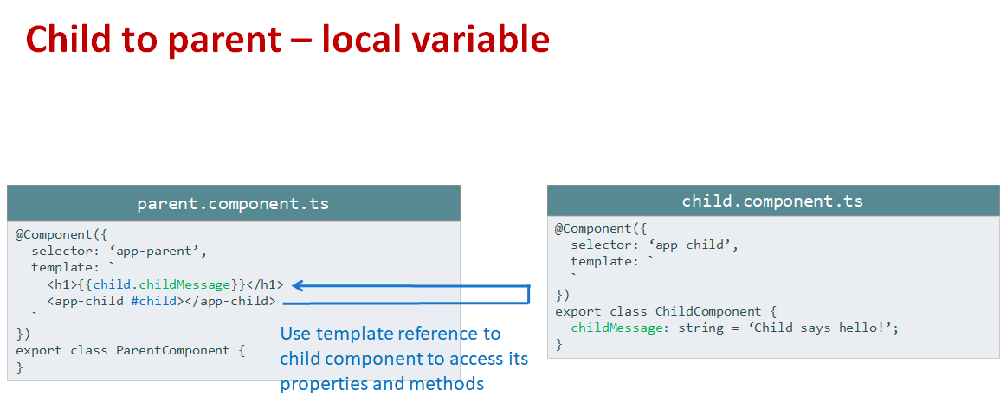 Child to parent – local variable
parent.component.ts
@Component({
  selector: ‘app-parent’,
  template: `
    <h1>{{child.childMessage}}</h1>
    <app-child #child></app-child>
  `
})
export class ParentComponent {
}
Use template reference to
child component to access its
properties and methods
child.component.ts
@Component({
  selector: ‘app-child’,
  template: `
  `
})
export class ChildComponent {
  childMessage: string = ‘Child says hello!’;
}